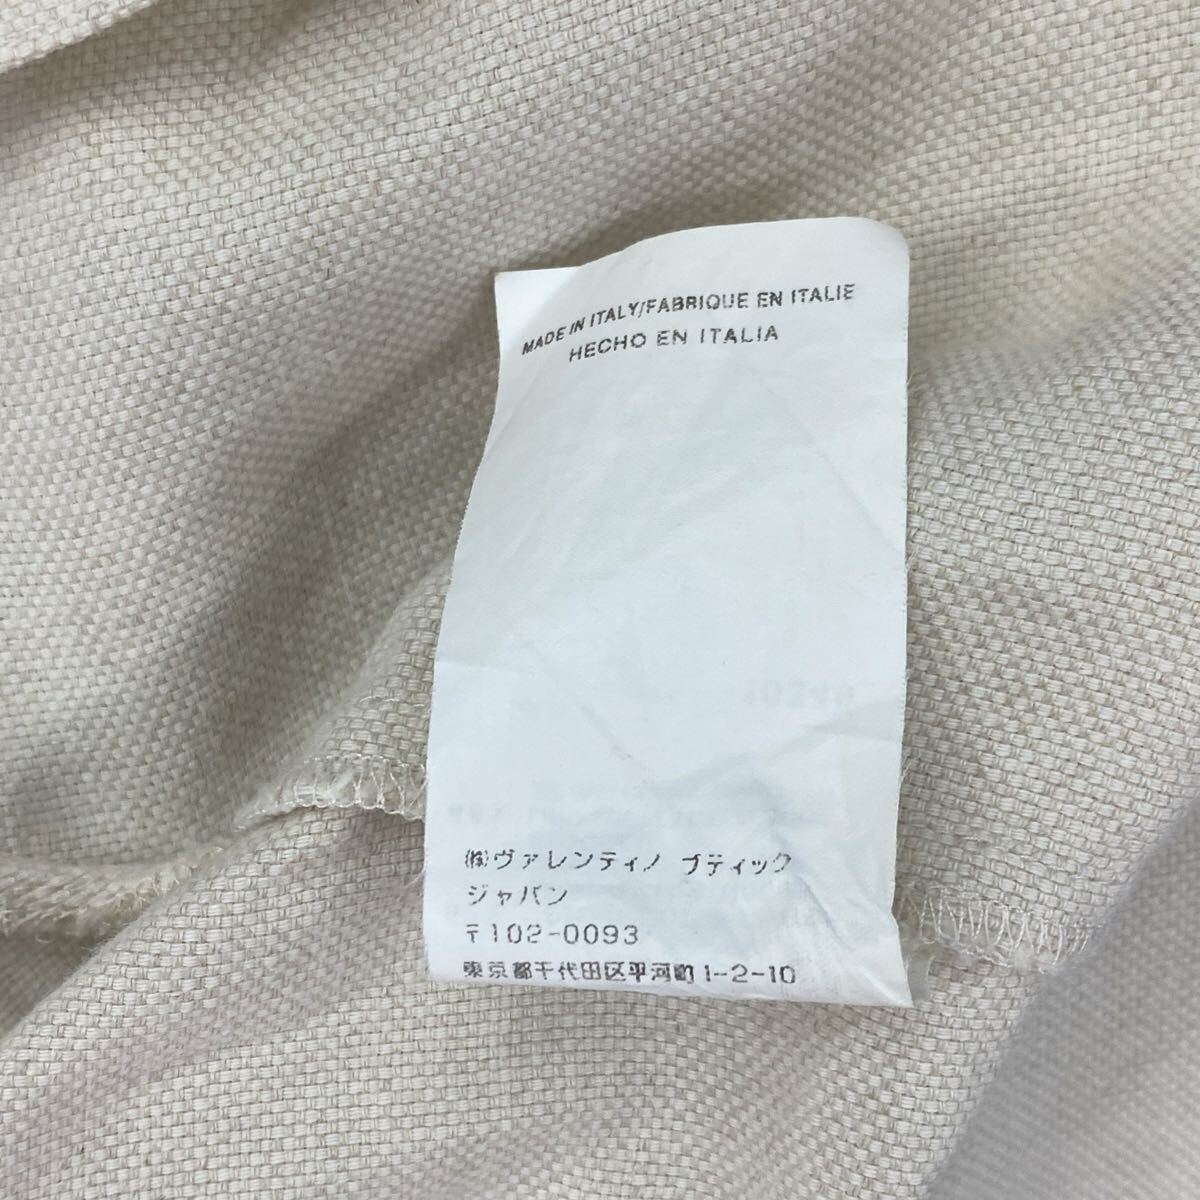 MADE IN ITALY/FABRIQUE EN ITALIE
HECHO EN ITALIA
㈱ヴァレンティノ ブティック
ジャパン
〒102-0093
東京都千代田区平河町1-2-10